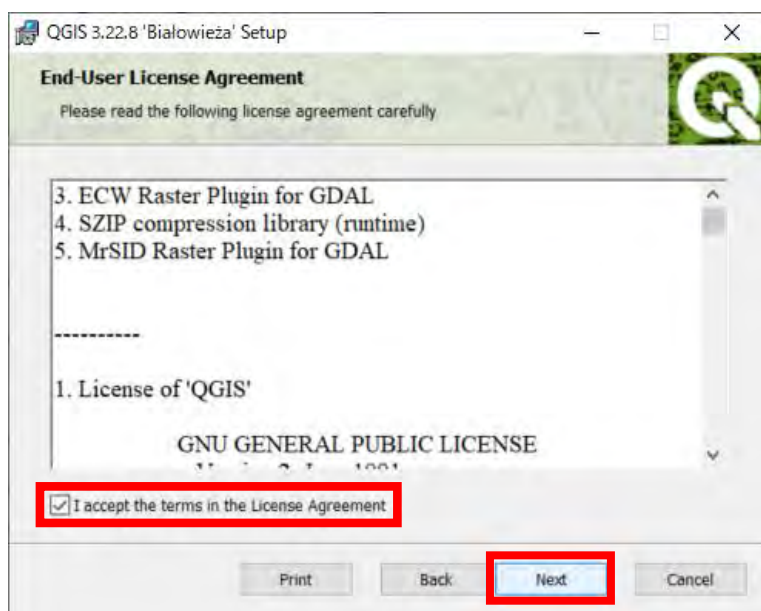 QGIS 3.22.8 'Białowieża' Setup
End-User License Agreement
Please read the following license agreement carefully
3. ECW Raster Plugin for GDAL
4. SZIP compression library (runtime)
5. MrSID Raster Plugin for GDAL
----------
1. License of 'QGIS'
GNU GENERAL PUBLIC LICENSE
I accept the terms in the License Agreement
Print Back Next Cancel